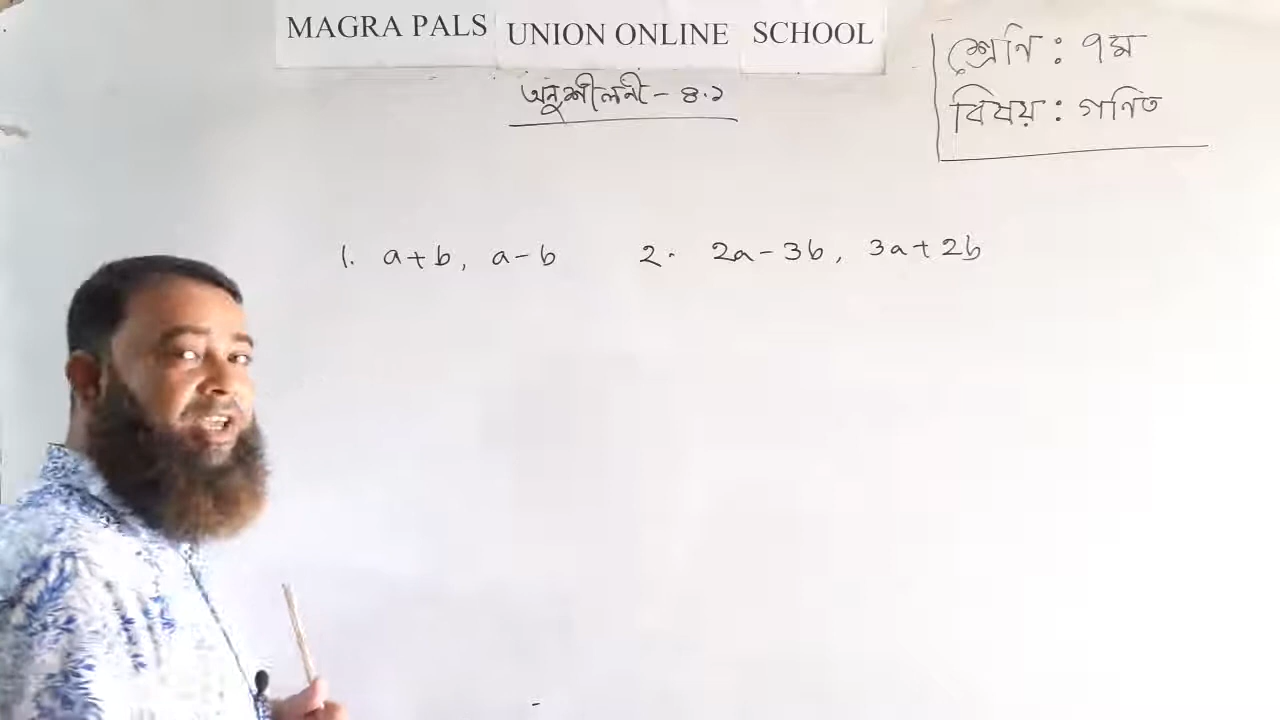 MAGRA PALS UNION ONLINE SCHOOL
অনুশীলনী - ৪.১
শ্রেণি : ৭ম
বিষয় : গণিত
1. a+b, a-b 2. 2a-3b, 3a+2b